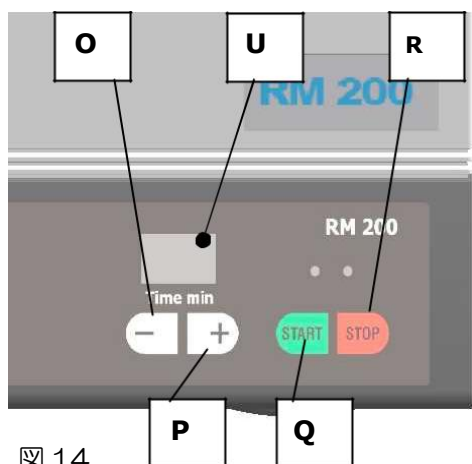 O U R
RM 200
RM 200
Time min
− + START STOP
P Q
図 14